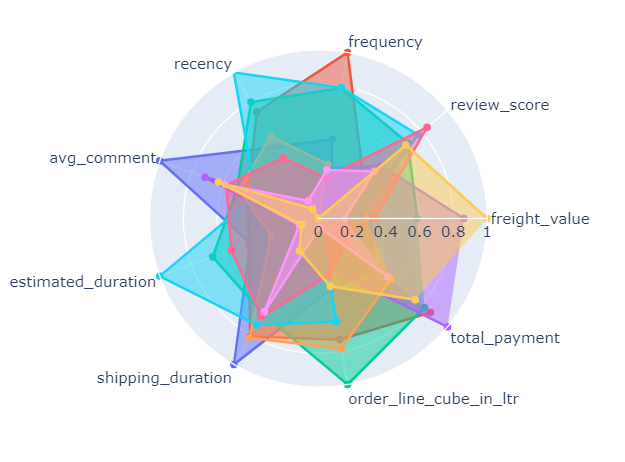 frequency
recency
review_score
avg_comment
freight_value
0 0.2 0.4 0.6 0.8 1
estimated_duration
total_payment
shipping_duration
order_line_cube_in_ltr